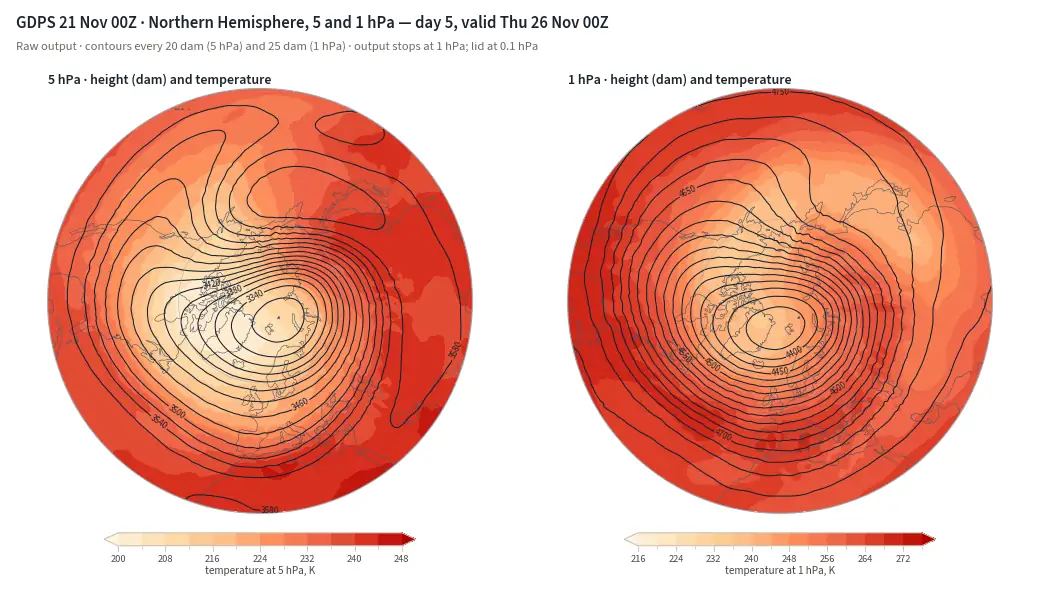 GDPS 21 Nov 00Z · Northern Hemisphere, 5 and 1 hPa — day 5, valid Thu 26 Nov 00Z
Raw output · contours every 20 dam (5 hPa) and 25 dam (1 hPa) · output stops at 1 hPa; lid at 0.1 hPa
5 hPa · height (dam) and temperature
1 hPa · height (dam) and temperature
3420
3380
3340
3580
3460
3500
3540
3580
4750
4650
4400
4450
4600
4700
200 208 216 224 232 240 248
temperature at 5 hPa, K
216 224 232 240 248 256 264 272
temperature at 1 hPa, K